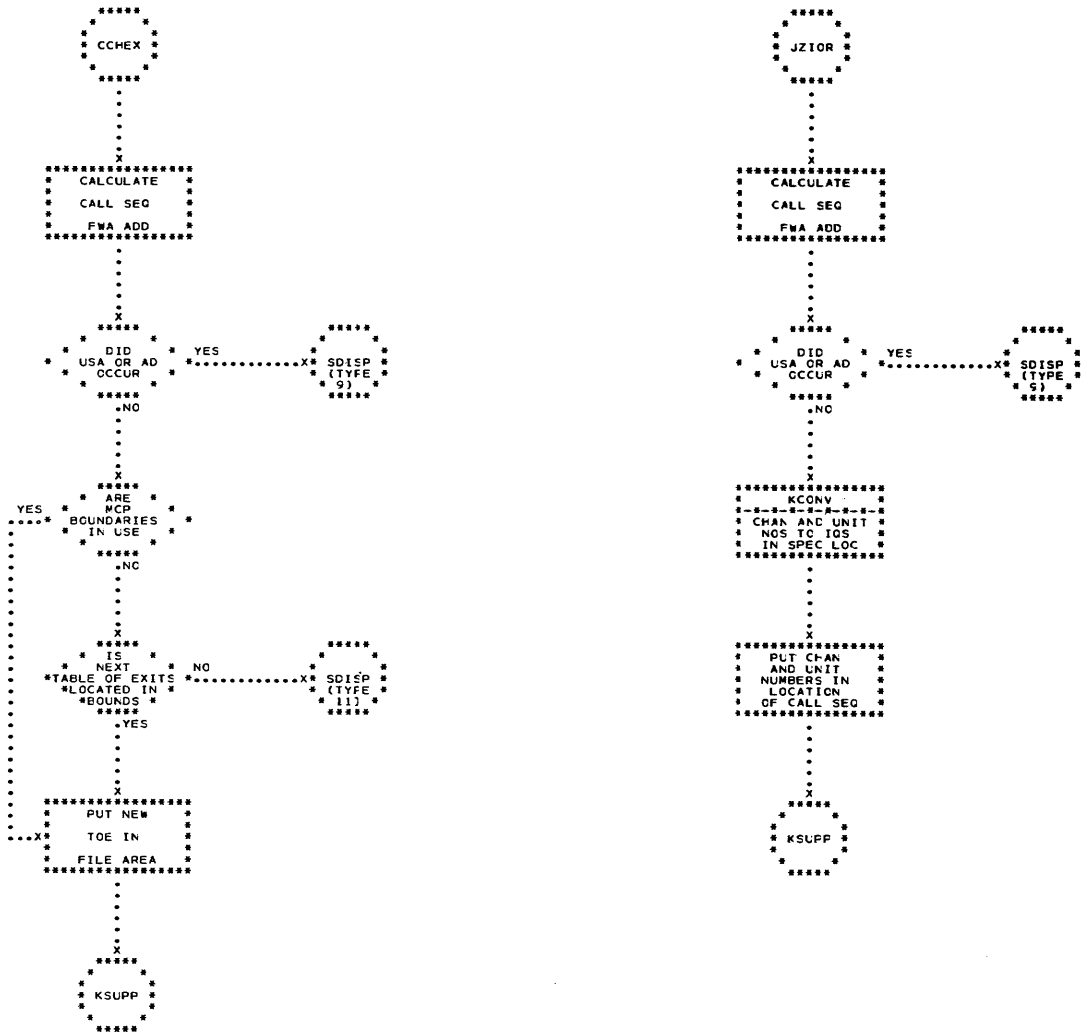 CCHEX
CALCULATE
CALL SEQ
FWA ADD
DID
USA OR AD
OCCUR
YES
SDISP
(TYPE
9)
NO
ARE
MCP
BOUNDARIES
IN USE
YES
NO
IS
NEXT
TABLE OF EXITS
LOCATED IN
BOUNDS
NO
SDISP
(TYPE
11)
YES
PUT NEW
TOE IN
FILE AREA
KSUPP
JZIOR
CALCULATE
CALL SEQ
FWA ADD
DID
USA OR AD
OCCUR
YES
SDISP
(TYPE
9)
NO
KCONV
CHAN AND UNIT
NOS TO IQS
IN SPEC LOC
PUT CHAN
AND UNIT
NUMBERS IN
LOCATION
OF CALL SEQ
KSUPP